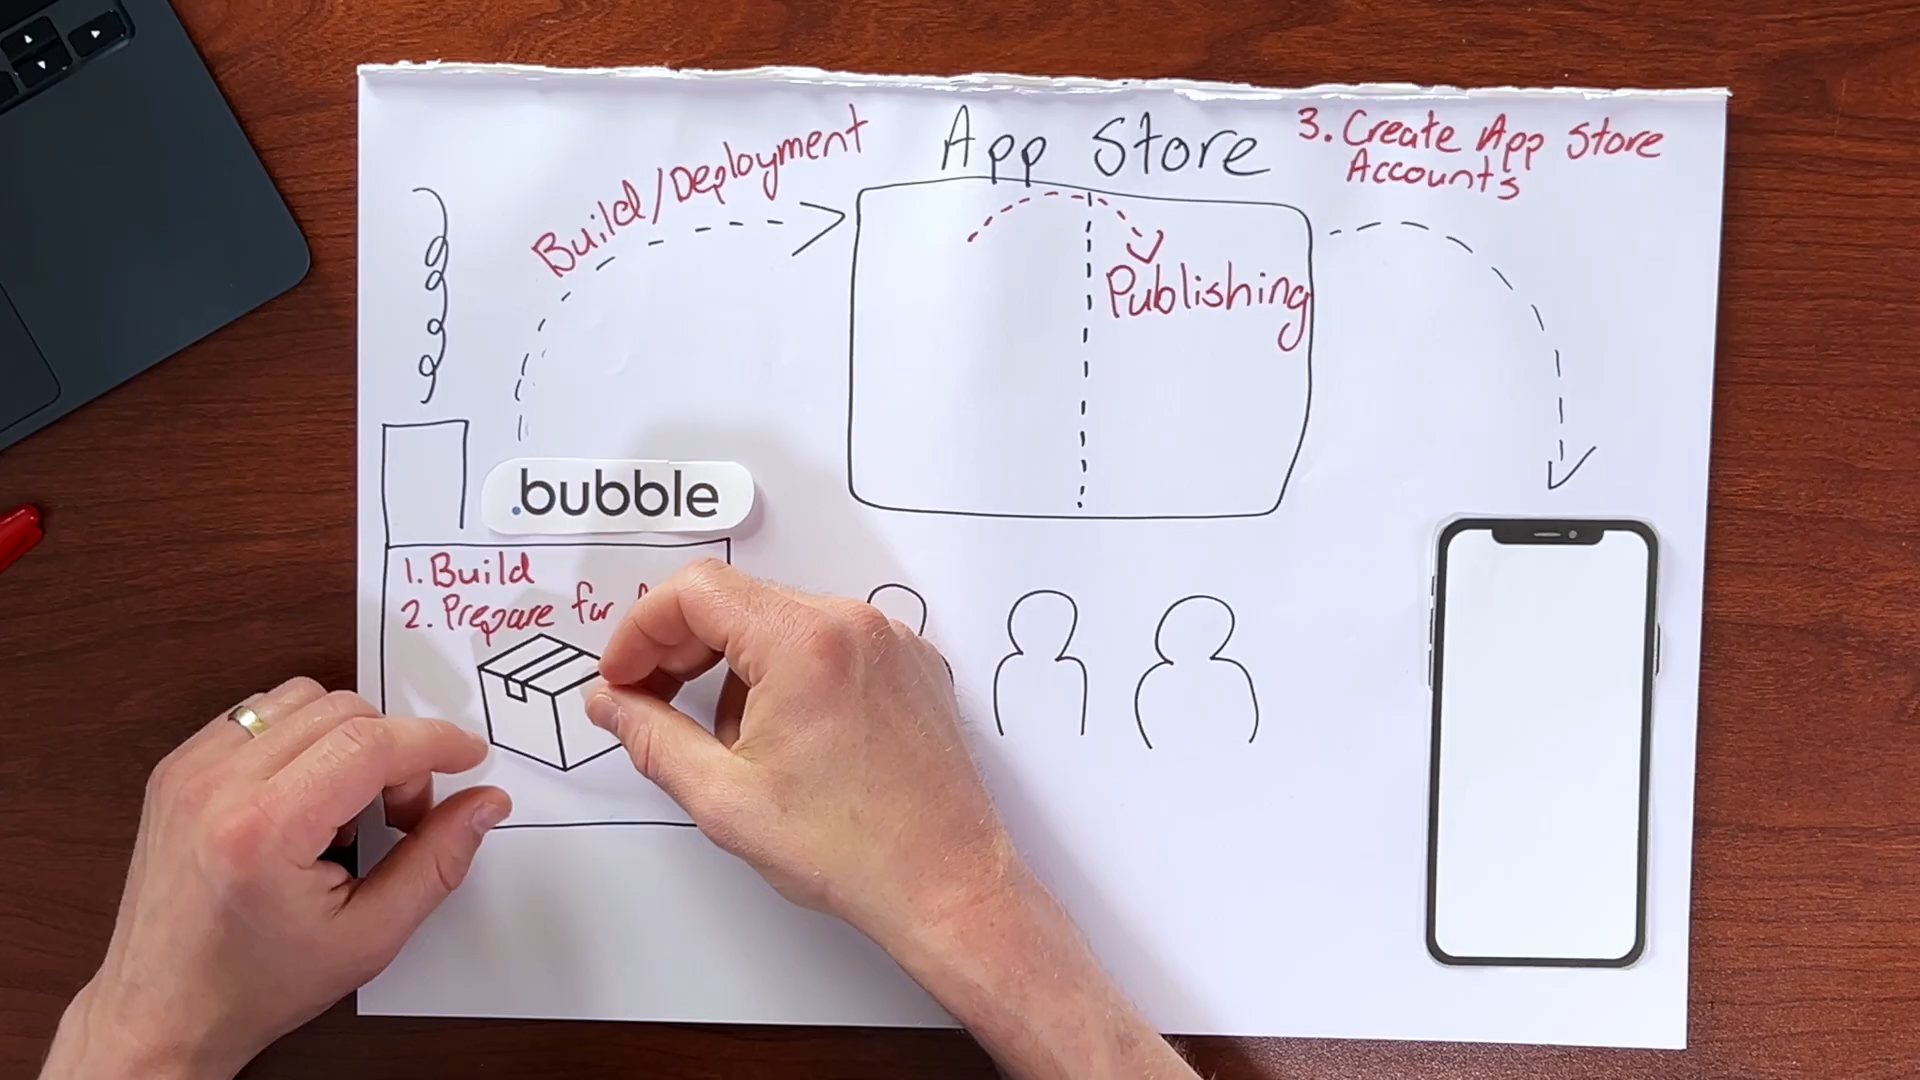 App Store
3. Create App Store
Accounts
Build/Deployment
Publishing
.bubble
1. Build
2. Prepare for